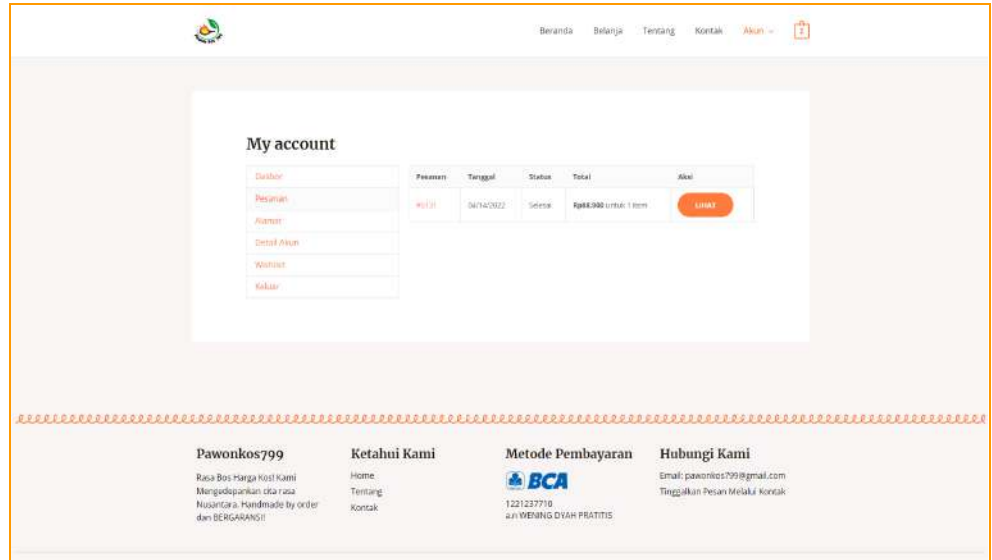 Beranda Belanja Tentang Kontak Akun
My account
Dasbor
Pesanan
Alamat
Detail Akun
Wishlist
Keluar
Pesanan Tanggal Status Total Aksi
04/14/2022 Selesai Rp68.900 untuk 1 item LIHAT
Pawonkos799
Rasa Bos Harga Kos! Kami
Mengedepankan cita rasa
Nusantara. Handmade by order
dan BERGARANSI!
Ketahui Kami
Home
Tentang
Kontak
Metode Pembayaran
BCA
1221237710
a.n WENING DYAH PRATITIS
Hubungi Kami
Email: pawonkos799@gmail.com
Tinggalkan Pesan Melalui Kontak